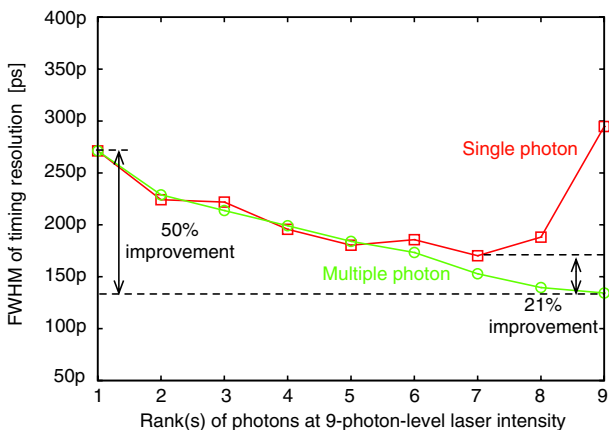 FWHM of timing resolution [ps]
400p
350p
300p
250p
200p
150p
100p
50p
Single photon
50%
improvement
Multiple photon
21%
improvement
1 2 3 4 5 6 7 8 9
Rank(s) of photons at 9-photon-level laser intensity